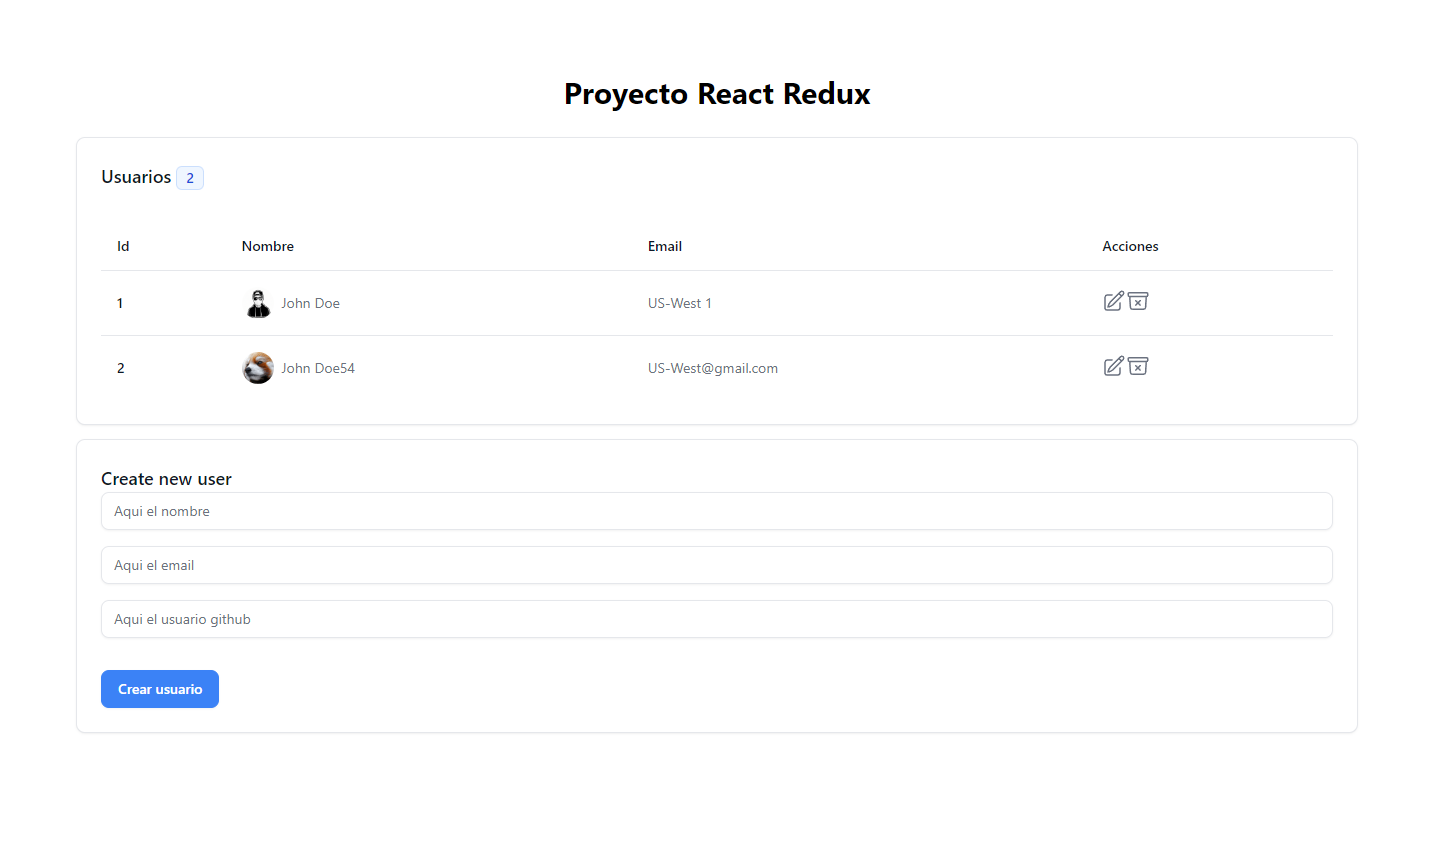 Proyecto React Redux
Usuarios 2
Id Nombre Email Acciones
1 John Doe US-West 1
2 John Doe54 US-West@gmail.com
Create new user
Aqui el nombre
Aqui el email
Aqui el usuario github
Crear usuario